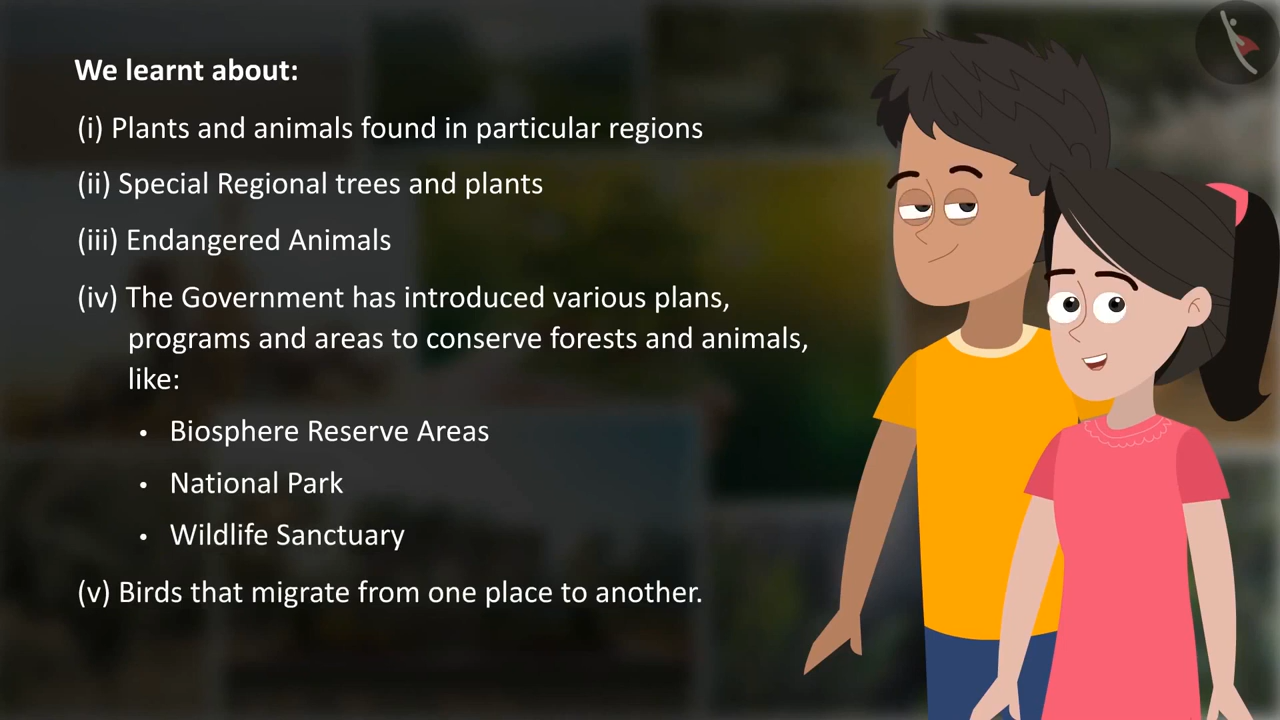 We learnt about:
(i) Plants and animals found in particular regions
(ii) Special Regional trees and plants
(iii) Endangered Animals
(iv) The Government has introduced various plans,
programs and areas to conserve forests and animals,
like:
• Biosphere Reserve Areas
• National Park
• Wildlife Sanctuary
(v) Birds that migrate from one place to another.